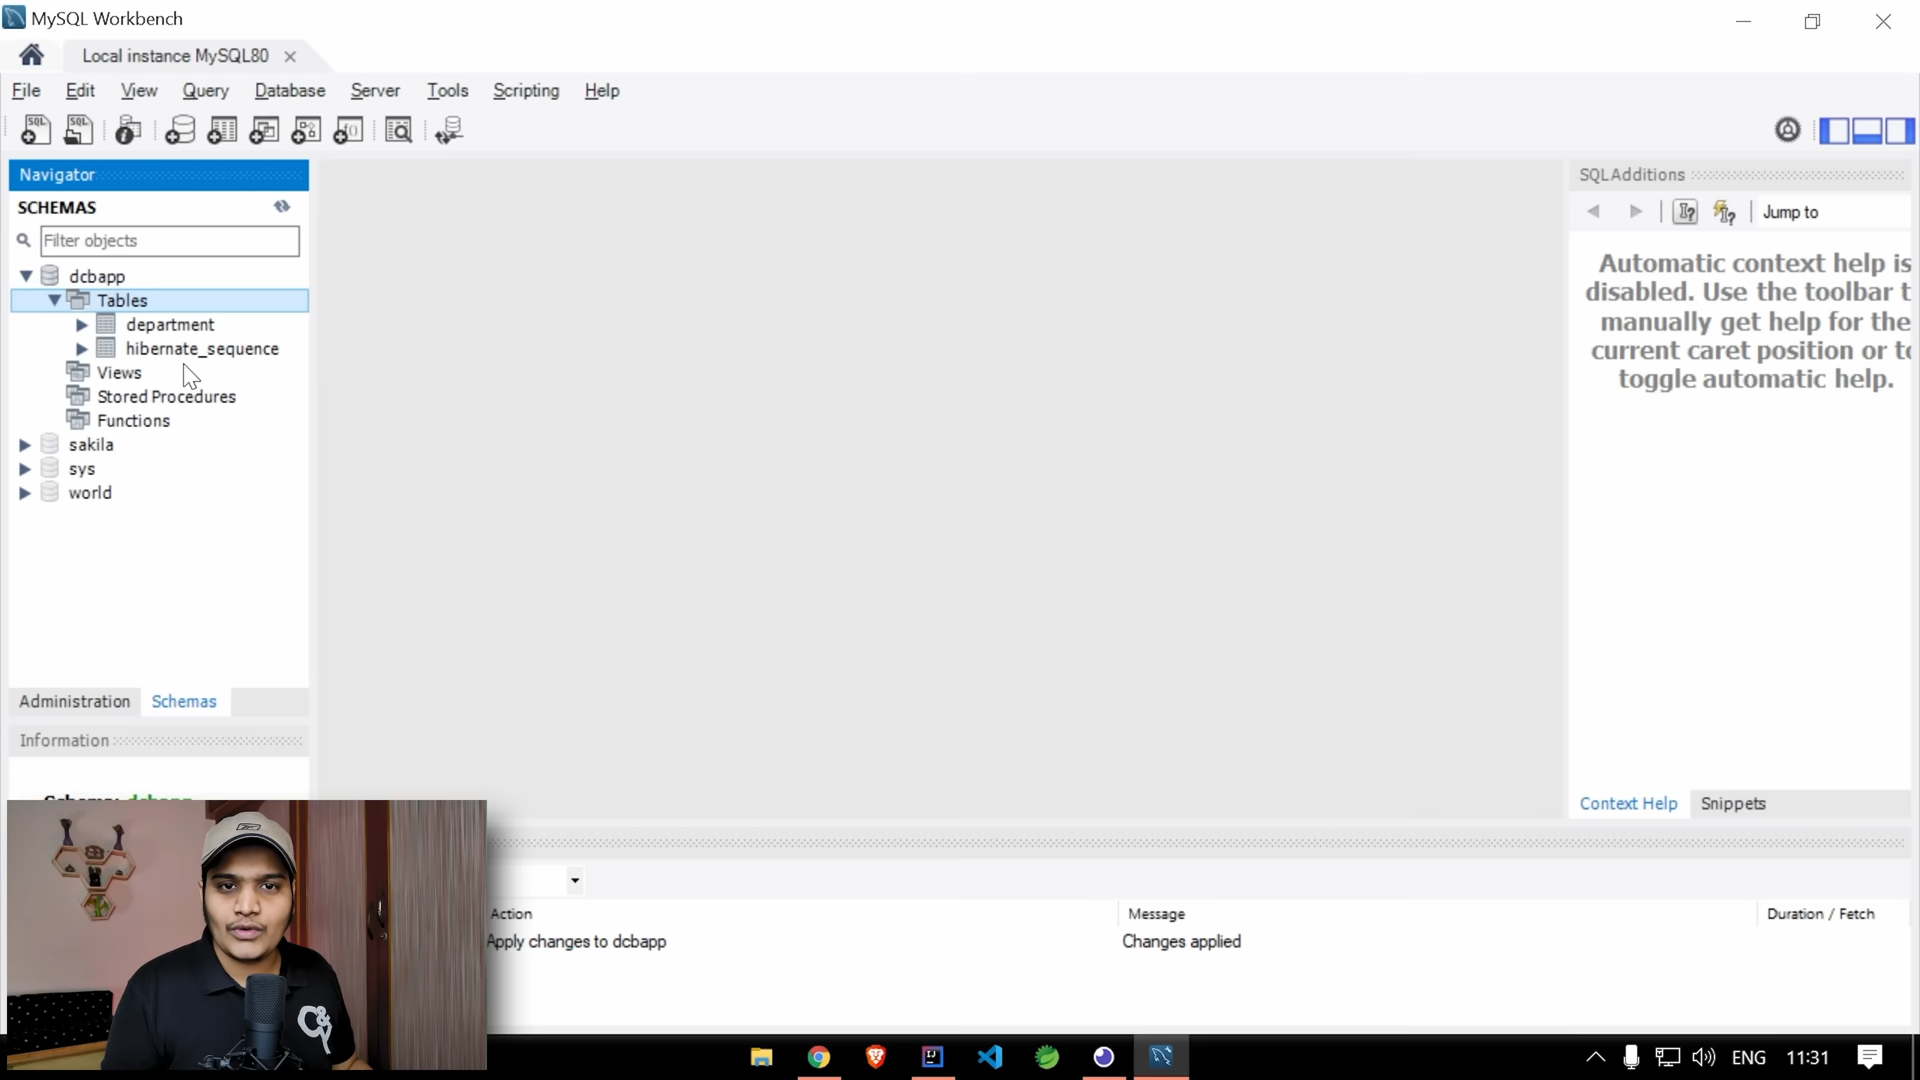 MySQL Workbench
Local instance MySQL80
File Edit View Query Database Server Tools Scripting Help
Navigator
SCHEMAS
Filter objects
dcbapp
Tables
department
hibernate_sequence
Views
Stored Procedures
Functions
sakila
sys
world
Administration Schemas
Information
Schema: dcbapp
SQLAdditions
Jump to
Automatic context help is
disabled. Use the toolbar t
manually get help for the
current caret position or to
toggle automatic help.
Context Help Snippets
Action Message Duration / Fetch
Apply changes to dcbapp Changes applied
ENG 11:31